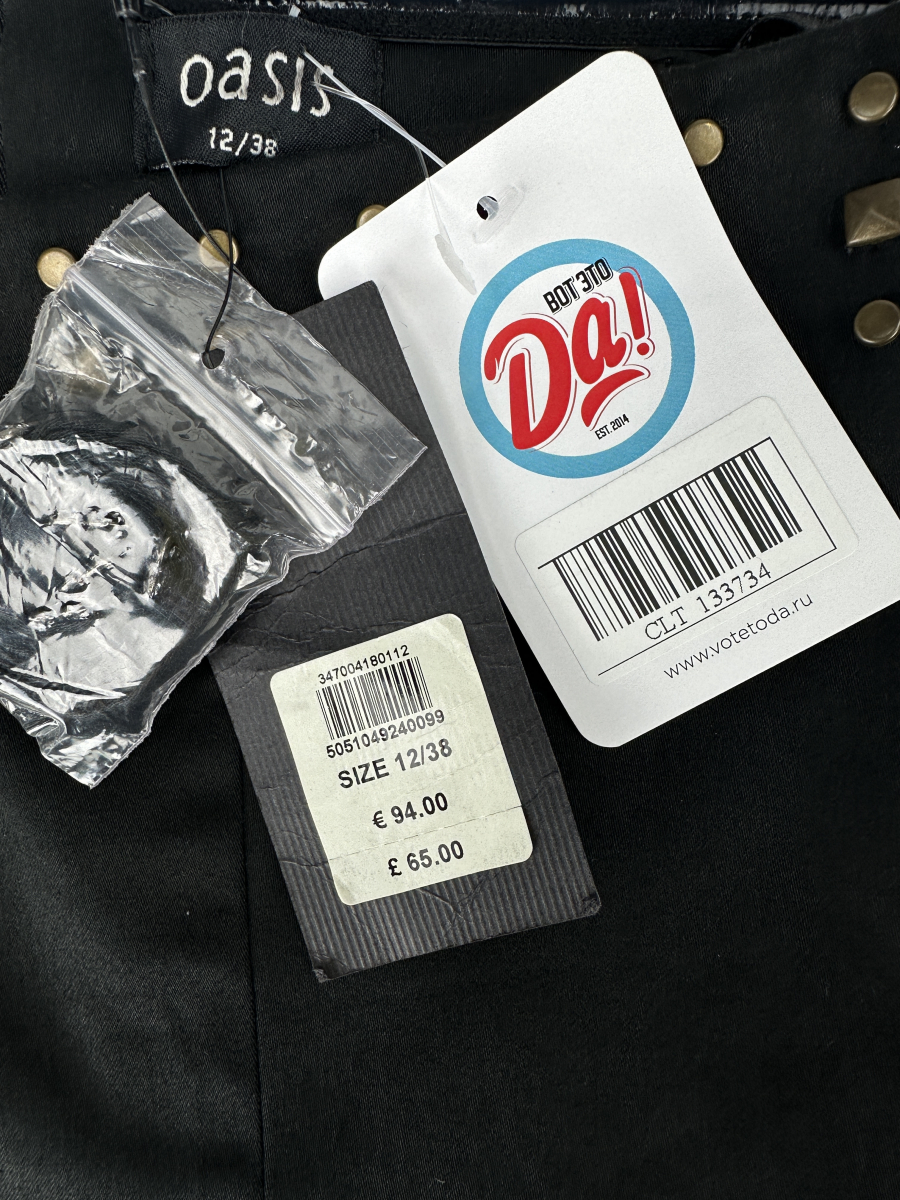 oasis
12/38
ВОТ ЭТО
Да!
EST. 2014
CLT 133734
www.votetoda.ru
347004180112
5051049240099
SIZE 12/38
€ 94.00
£ 65.00